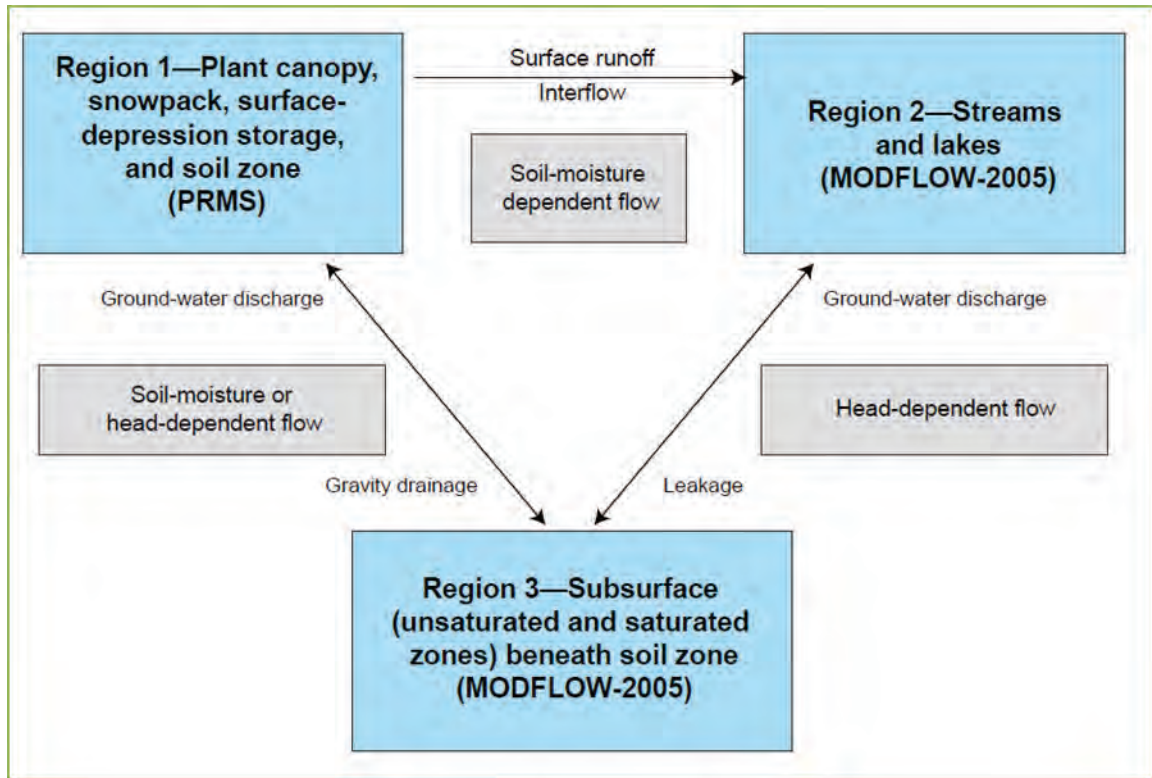 Region 1—Plant canopy,
snowpack, surface-
depression storage,
and soil zone
(PRMS)
Surface runoff
Interflow
Soil-moisture
dependent flow
Region 2—Streams
and lakes
(MODFLOW-2005)
Ground-water discharge
Ground-water discharge
Soil-moisture or
head-dependent flow
Head-dependent flow
Gravity drainage
Leakage
Region 3—Subsurface
(unsaturated and saturated
zones) beneath soil zone
(MODFLOW-2005)